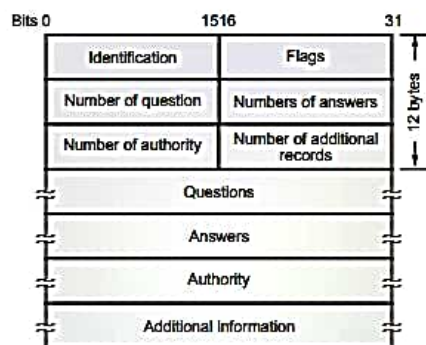 Bits 0 1516 31
Identification Flags
Number of question Numbers of answers
Number of authority Number of additional
records
12 bytes
Questions
Answers
Authority
Additional information